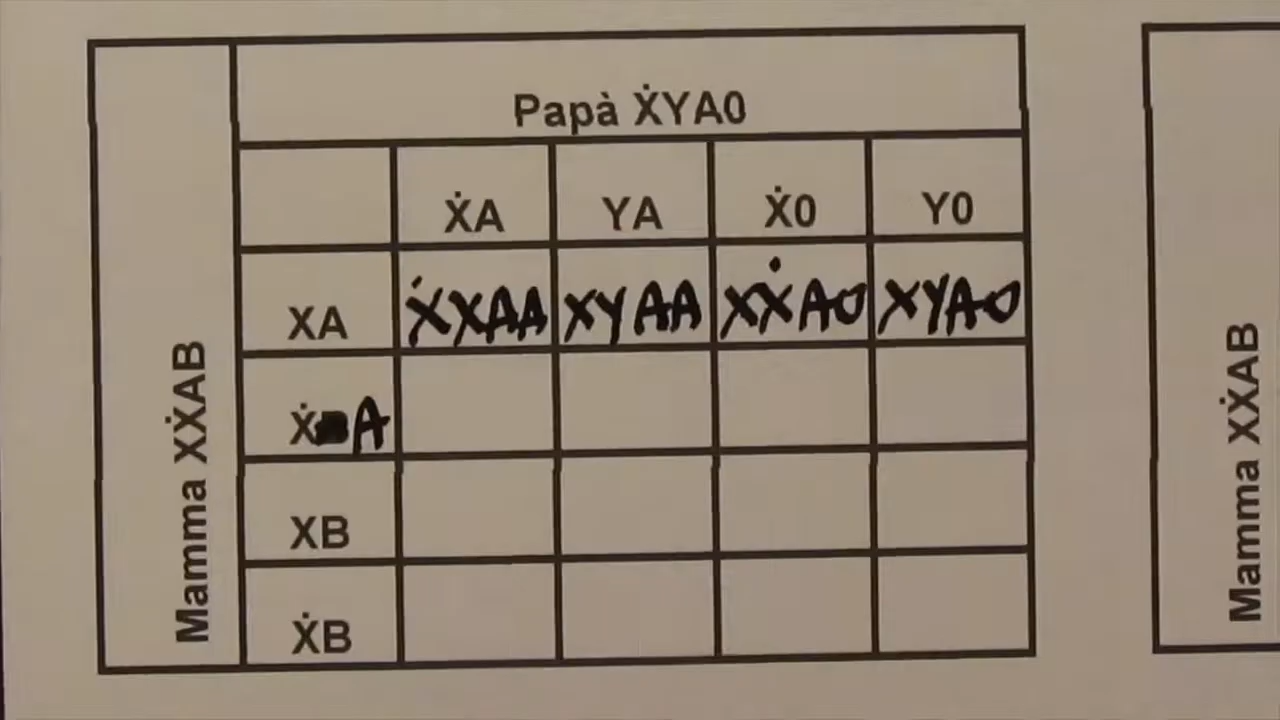 Papà ẊYA0
ẊA YA Ẋ0 Y0
Mamma XẊAB
XA ẊXAA XYAA XẊA0 XYA0
ẊA
XB
ẊB
Mamma XẊAB